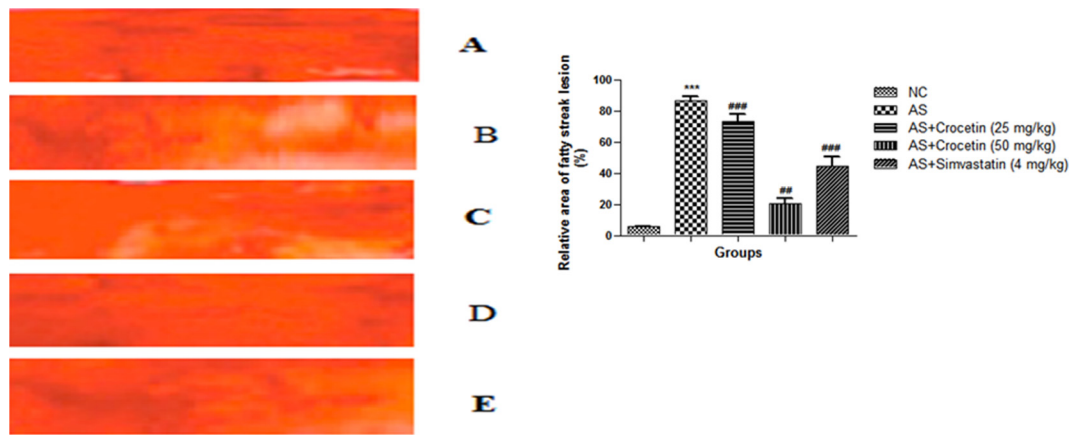 A
B
C
D
E
Relative area of fatty streak lesion
(%)
100
80
60
40
20
0
***
###
###
##
###
Groups
NC
AS
AS+Crocetin (25 mg/kg)
AS+Crocetin (50 mg/kg)
AS+Simvastatin (4 mg/kg)